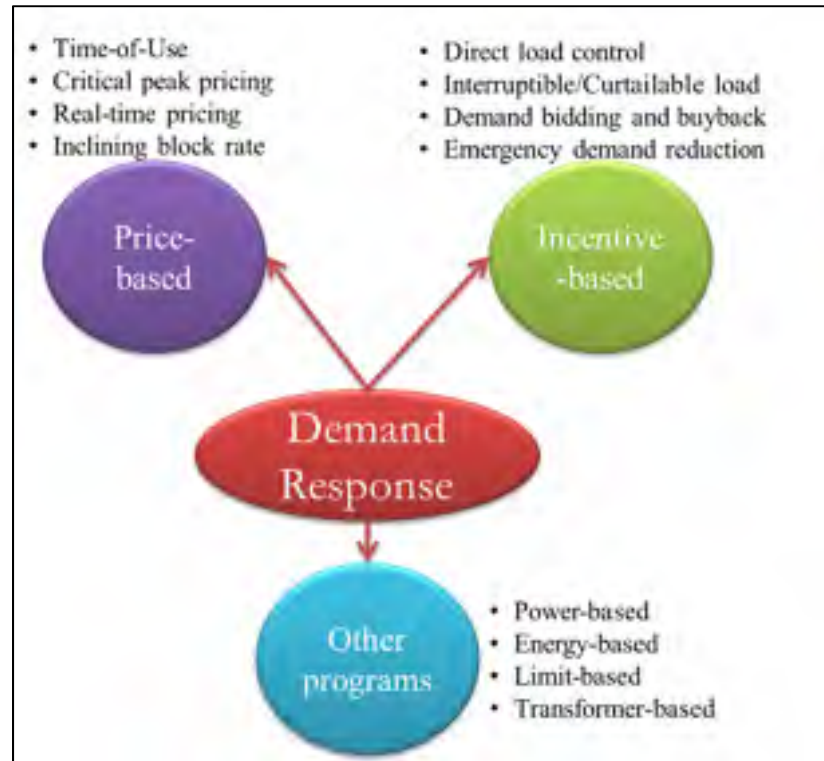 • Time-of-Use
• Critical peak pricing
• Real-time pricing
• Inclining block rate
• Direct load control
• Interruptible/Curtailable load
• Demand bidding and buyback
• Emergency demand reduction
Price-
based
Incentive
-based
Demand
Response
Other
programs
• Power-based
• Energy-based
• Limit-based
• Transformer-based